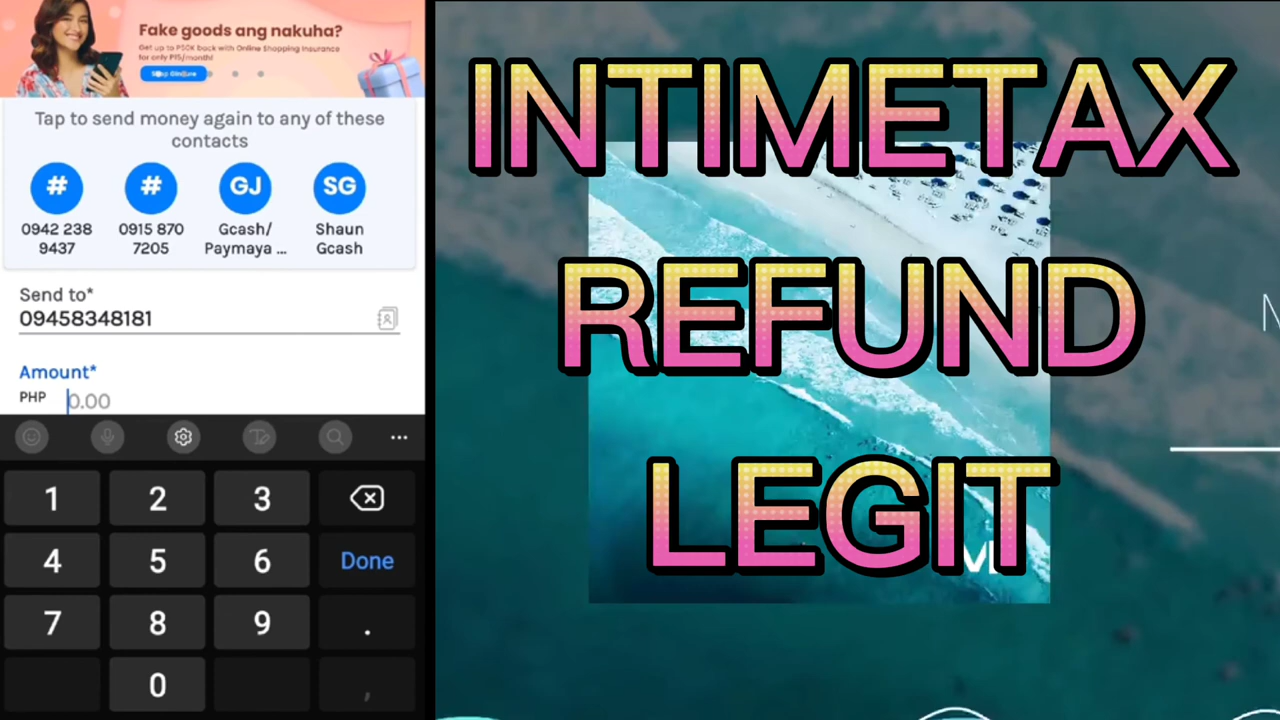 Fake goods ang nakuha?
Get up to P50K back with Online Shopping Insurance
for only P15/month!
Tap to send money again to any of these
contacts
#
#
GJ
SG
0942 238
9437
0915 870
7205
Gcash/
Paymaya ...
Shaun
Gcash
Send to*
09458348181
Amount*
PHP 0.00
1 2 3
4 5 6 Done
7 8 9 .
0 ,
INTIMETAX
REFUND
LEGIT
N